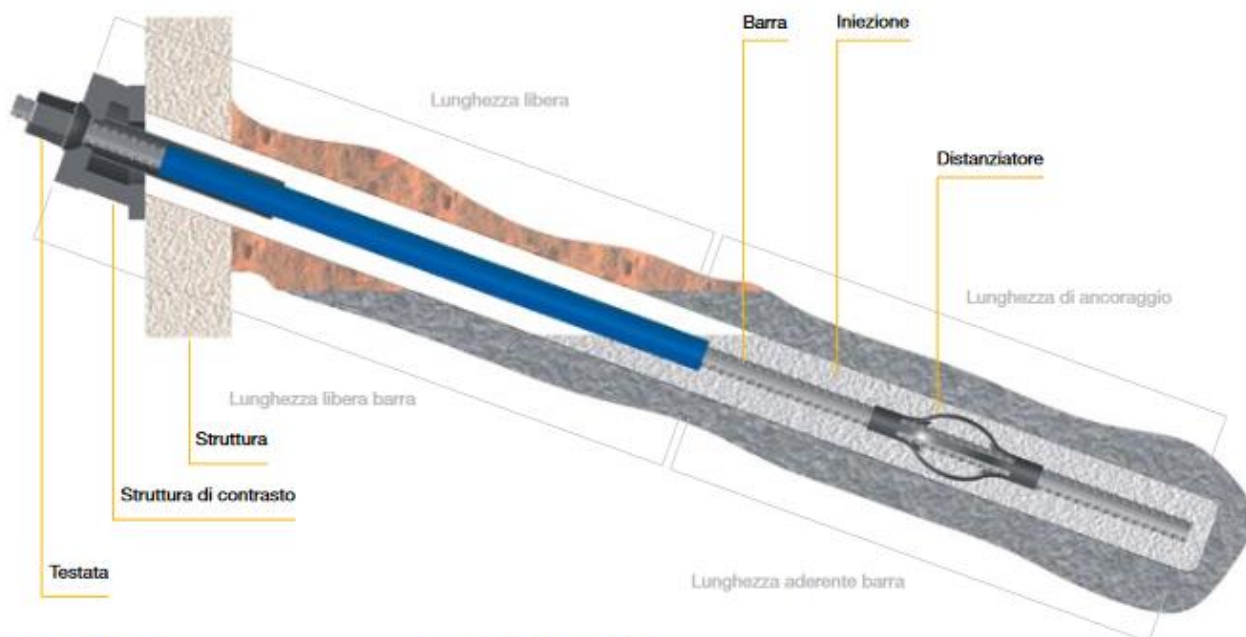 Barra
Iniezione
Lunghezza libera
Distanziatore
Lunghezza di ancoraggio
Lunghezza libera barra
Struttura
Struttura di contrasto
Testata
Lunghezza aderente barra